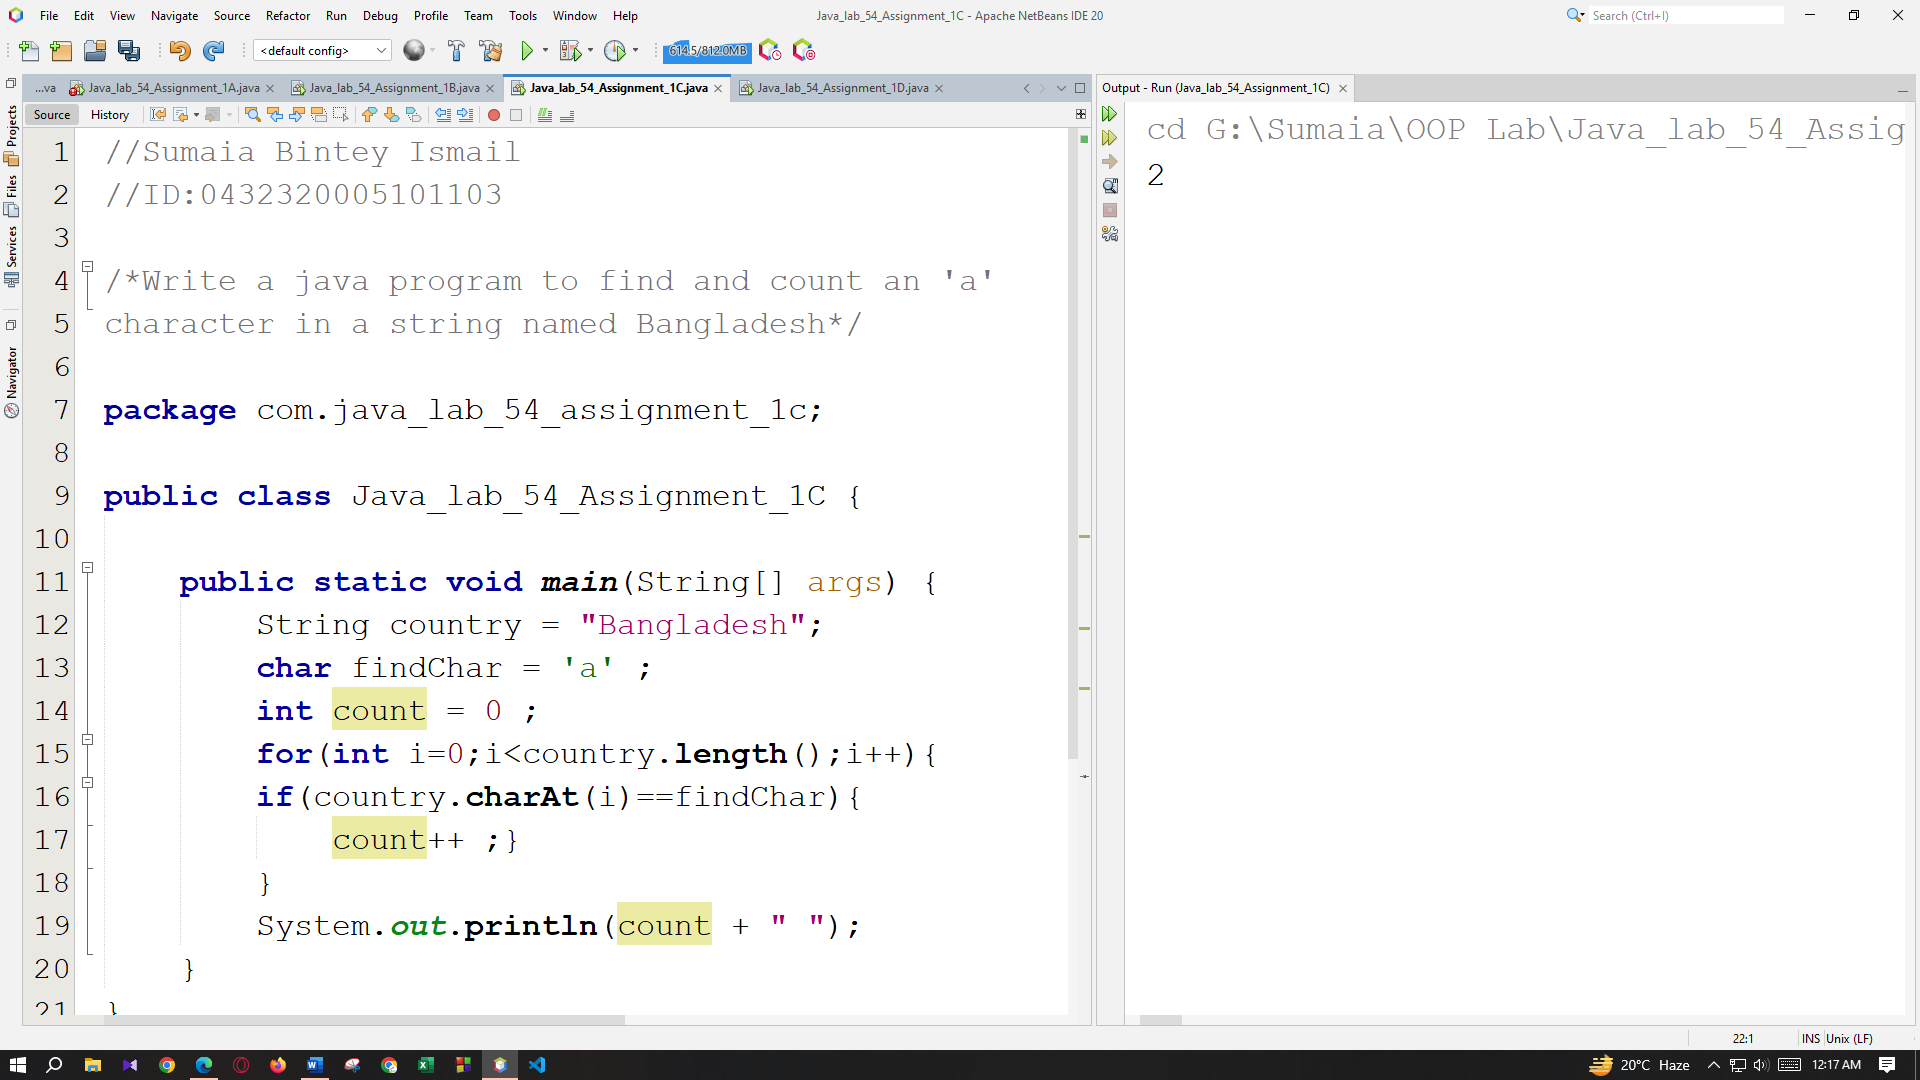 File Edit View Navigate Source Refactor Run Debug Profile Team Tools Window Help
Java_lab_54_Assignment_1C - Apache NetBeans IDE 20
Search (Ctrl+I)
<default config>
614.5/812.0MB
...va
Java_lab_54_Assignment_1A.java
Java_lab_54_Assignment_1B.java
Java_lab_54_Assignment_1C.java
Java_lab_54_Assignment_1D.java
Source History
Projects
Files
Services
Navigator
1 //Sumaia Bintey Ismail
2 //ID:0432320005101103
3
4 /*Write a java program to find and count an 'a'
5 character in a string named Bangladesh*/
6
7 package com.java_lab_54_assignment_1c;
8
9 public class Java_lab_54_Assignment_1C {
10
11 public static void main(String[] args) {
12 String country = "Bangladesh";
13 char findChar = 'a' ;
14 int count = 0 ;
15 for(int i=0;i<country.length();i++){
16 if(country.charAt(i)==findChar){
17 count++ ;}
18 }
19 System.out.println(count + " ");
20 }
21 }
Output - Run (Java_lab_54_Assignment_1C)
cd G:\Sumaia\OOP Lab\Java_lab_54_Assig
2
22:1
INS
Unix (LF)
20°C Haze
12:17 AM